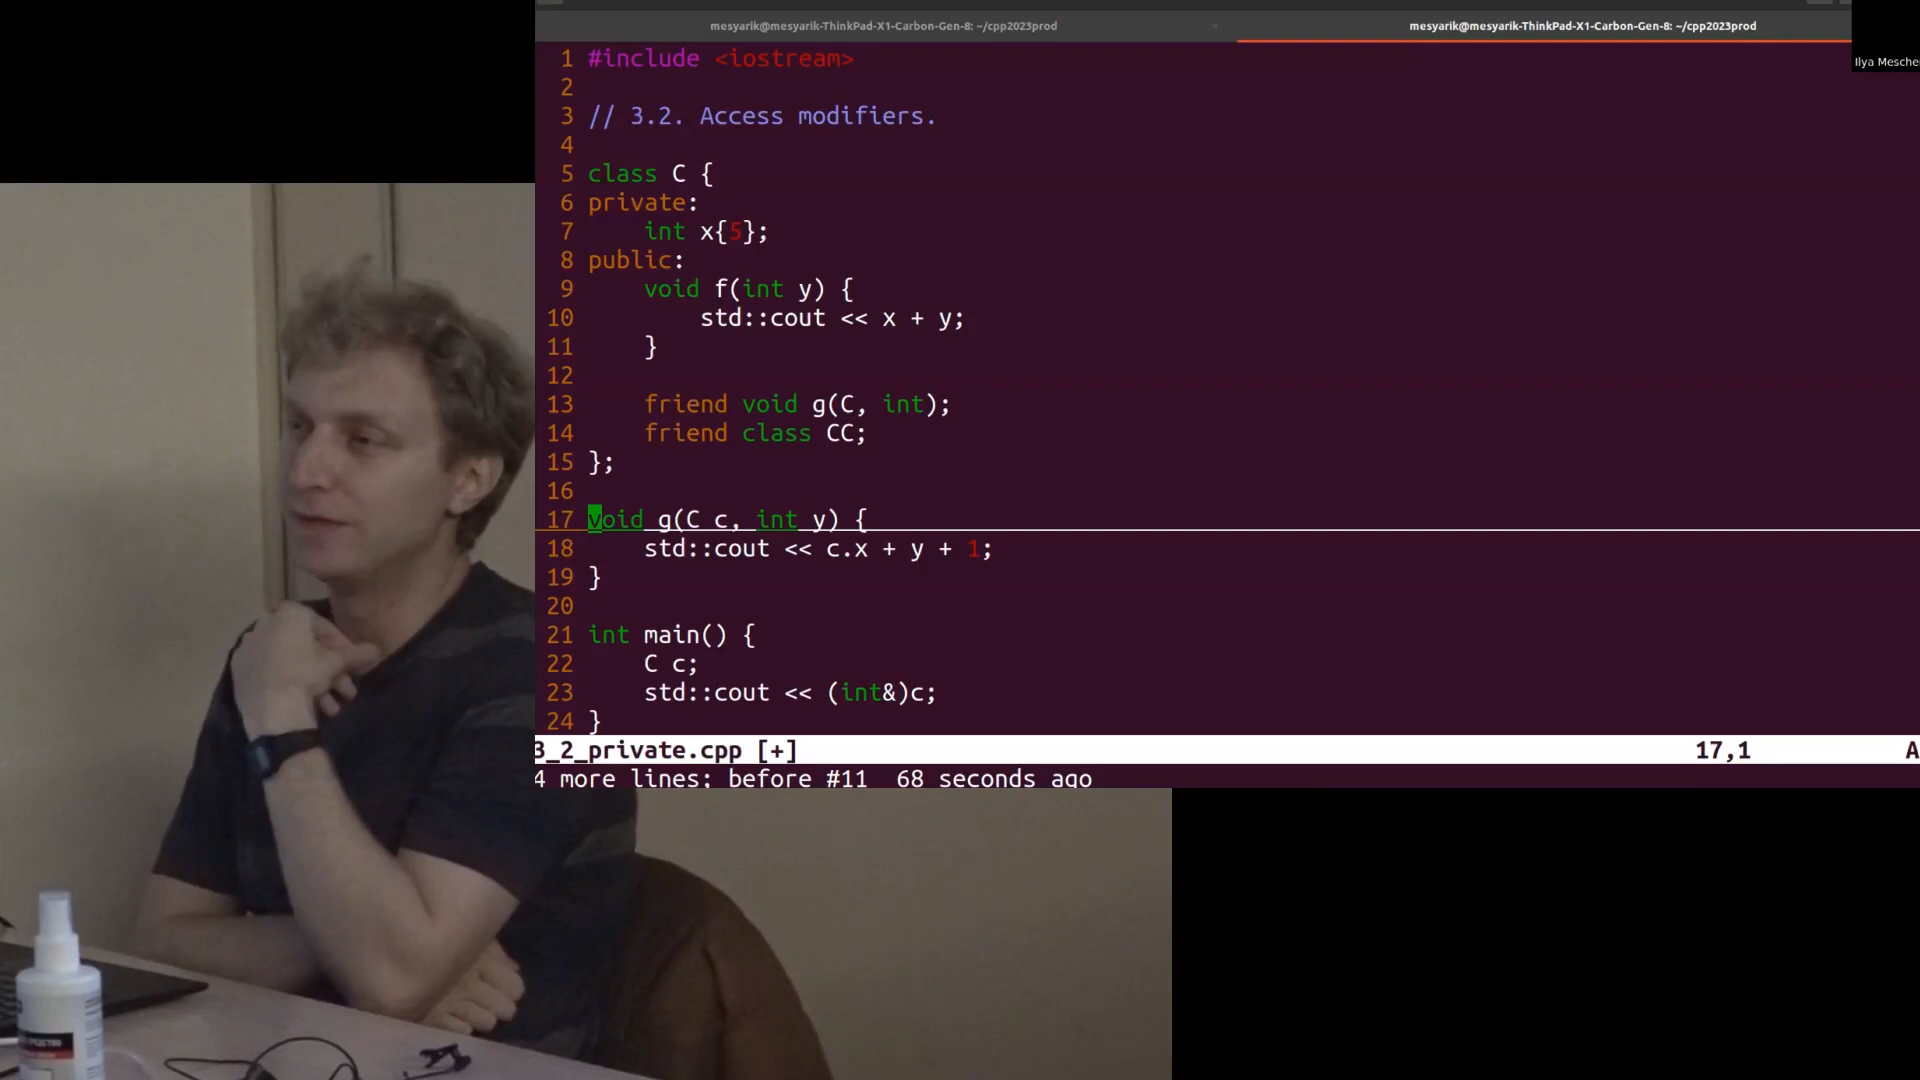 mesyarik@mesyarik-ThinkPad-X1-Carbon-Gen-8: ~/cpp2023prod
×
mesyarik@mesyarik-ThinkPad-X1-Carbon-Gen-8: ~/cpp2023prod
Ilya Mesche
1 #include <iostream>
2
3 // 3.2. Access modifiers.
4
5 class C {
6 private:
7     int x{5};
8 public:
9     void f(int y) {
10         std::cout << x + y;
11     }
12
13     friend void g(C, int);
14     friend class CC;
15 };
16
17 void g(C c, int y) {
18     std::cout << c.x + y + 1;
19 }
20
21 int main() {
22     C c;
23     std::cout << (int&)c;
24 }
3_2_private.cpp [+] 17,1 A
4 more lines; before #11  68 seconds ago